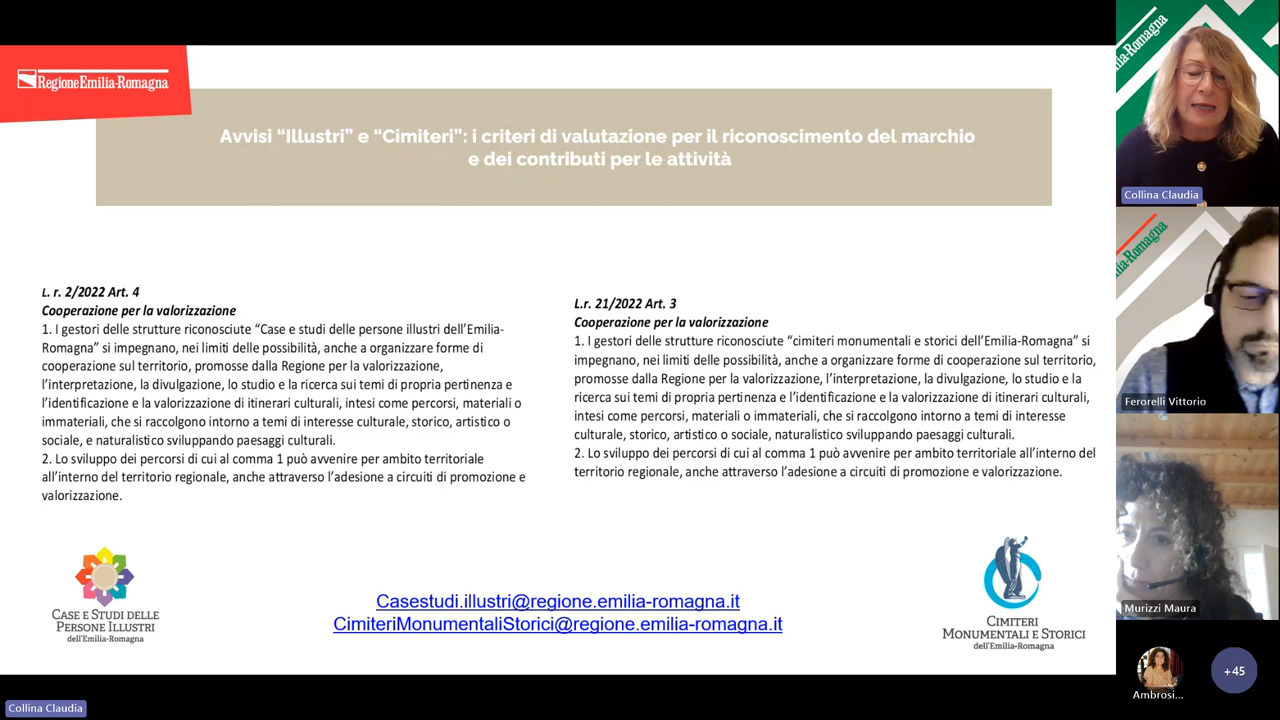 RegioneEmilia-Romagna
Avvisi “Illustri” e “Cimiteri”: i criteri di valutazione per il riconoscimento del marchio
e dei contributi per le attività
L. r. 2/2022 Art. 4
Cooperazione per la valorizzazione
1. I gestori delle strutture riconosciute “Case e studi delle persone illustri dell’Emilia-
Romagna” si impegnano, nei limiti delle possibilità, anche a organizzare forme di
cooperazione sul territorio, promosse dalla Regione per la valorizzazione,
l’interpretazione, la divulgazione, lo studio e la ricerca sui temi di propria pertinenza e
l’identificazione e la valorizzazione di itinerari culturali, intesi come percorsi, materiali o
immateriali, che si raccolgono intorno a temi di interesse culturale, storico, artistico o
sociale, e naturalistico sviluppando paesaggi culturali.
2. Lo sviluppo dei percorsi di cui al comma 1 può avvenire per ambito territoriale
all’interno del territorio regionale, anche attraverso l’adesione a circuiti di promozione e
valorizzazione.
L.r. 21/2022 Art. 3
Cooperazione per la valorizzazione
1. I gestori delle strutture riconosciute “cimiteri monumentali e storici dell’Emilia-Romagna” si
impegnano, nei limiti delle possibilità, anche a organizzare forme di cooperazione sul territorio,
promosse dalla Regione per la valorizzazione, l’interpretazione, la divulgazione, lo studio e la
ricerca sui temi di propria pertinenza e l’identificazione e la valorizzazione di itinerari culturali,
intesi come percorsi, materiali o immateriali, che si raccolgono intorno a temi di interesse
culturale, storico, artistico o sociale, naturalistico sviluppando paesaggi culturali.
2. Lo sviluppo dei percorsi di cui al comma 1 può avvenire per ambito territoriale all’interno del
territorio regionale, anche attraverso l’adesione a circuiti di promozione e valorizzazione.
CASE E STUDI DELLE
PERSONE ILLUSTRI
dell’Emilia-Romagna
Casestudi.illustri@regione.emilia-romagna.it
CimiteriMonumentaliStorici@regione.emilia-romagna.it
CIMITERI
MONUMENTALI E STORICI
dell’Emilia-Romagna
Collina Claudia
ilia-Romagna
Collina Claudia
ilia-Romagna
Ferorelli Vittorio
Murizzi Maura
Ambrosi...
+45